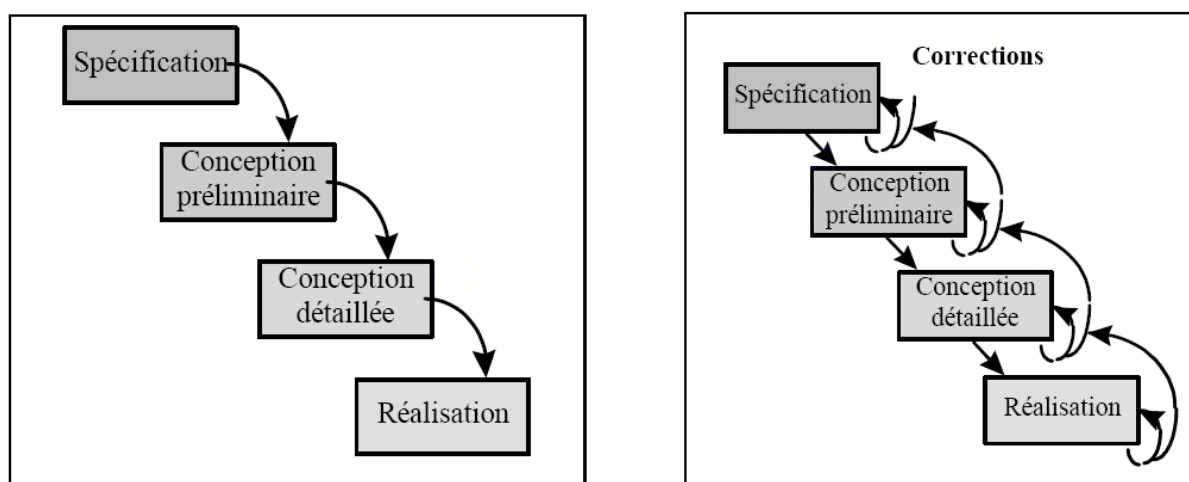 Spécification
Conception
préliminaire
Conception
détaillée
Réalisation
Corrections
Spécification
Conception
préliminaire
Conception
détaillée
Réalisation